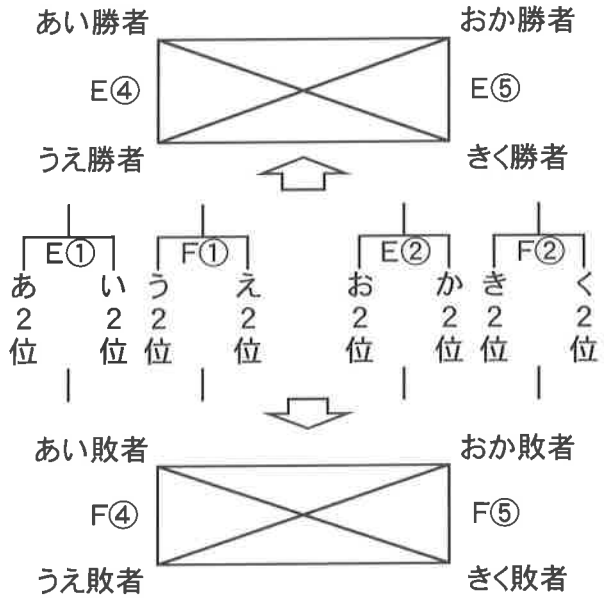 あい勝者 おか勝者
E④ E⑤
うえ勝者 きく勝者
E① F① E② F②
あ2位 い2位 う2位 え2位 お2位 か2位 き2位 く2位
あい敗者 おか敗者
F④ F⑤
うえ敗者 きく敗者